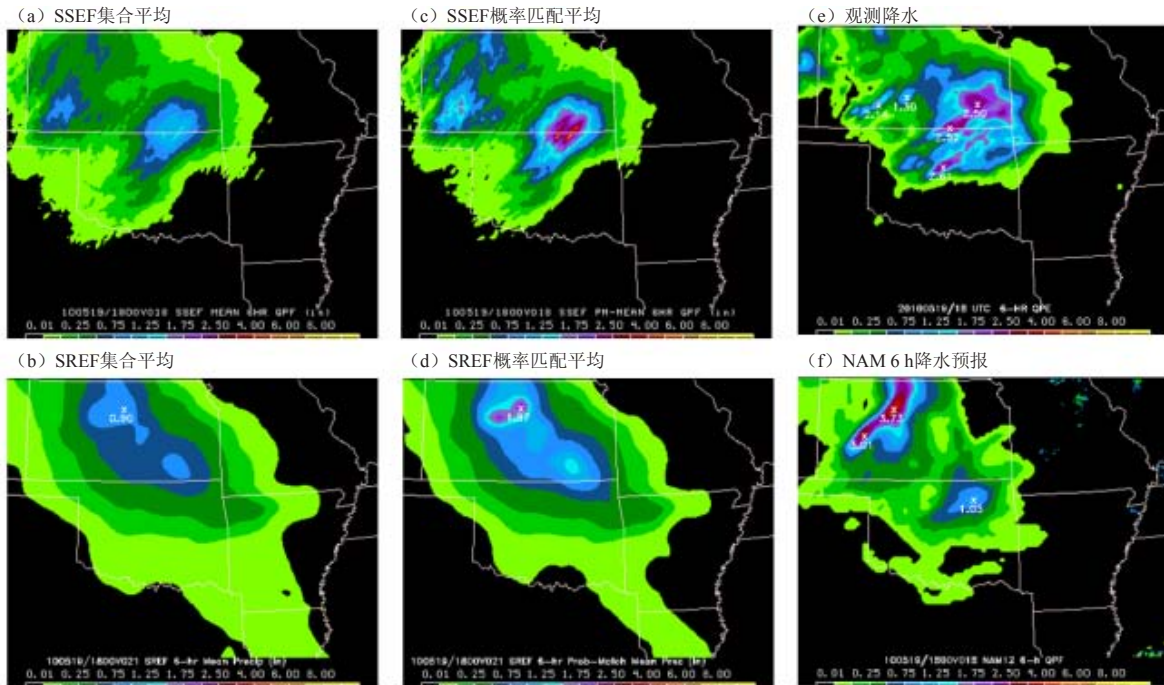 (a) SSEF集合平均
(c) SSEF概率匹配平均
(e) 观测降水
1.30
100519/1800V018 SSEF MEAN 6HR QPF (in)
0.01 0.25 0.75 1.25 1.75 2.50 4.00 6.00 8.00
100519/1800V018 SSEF PM-MEAN 6HR QPF (in)
0.01 0.25 0.75 1.25 1.75 2.50 4.00 6.00 8.00
20100519/18 UTC 6-HR QPE
0.01 0.25 0.75 1.25 1.75 2.50 4.00 6.00 8.00
(b) SREF集合平均
(d) SREF概率匹配平均
(f) NAM 6 h降水预报
0.90
1.87
3.73
1.05
100519/1800V021 SREF 6-hr Mean Precip (in)
0.01 0.25 0.75 1.25 1.75 2.50 4.00 6.00 8.00
100519/1800V021 SREF 6-hr Prob-Match Mean Prec (in)
0.01 0.25 0.75 1.25 1.75 2.50 4.00 6.00 8.00
100519/1800V018 NAM12 6-h QPF
0.01 0.25 0.75 1.25 1.75 2.50 4.00 6.00 8.00